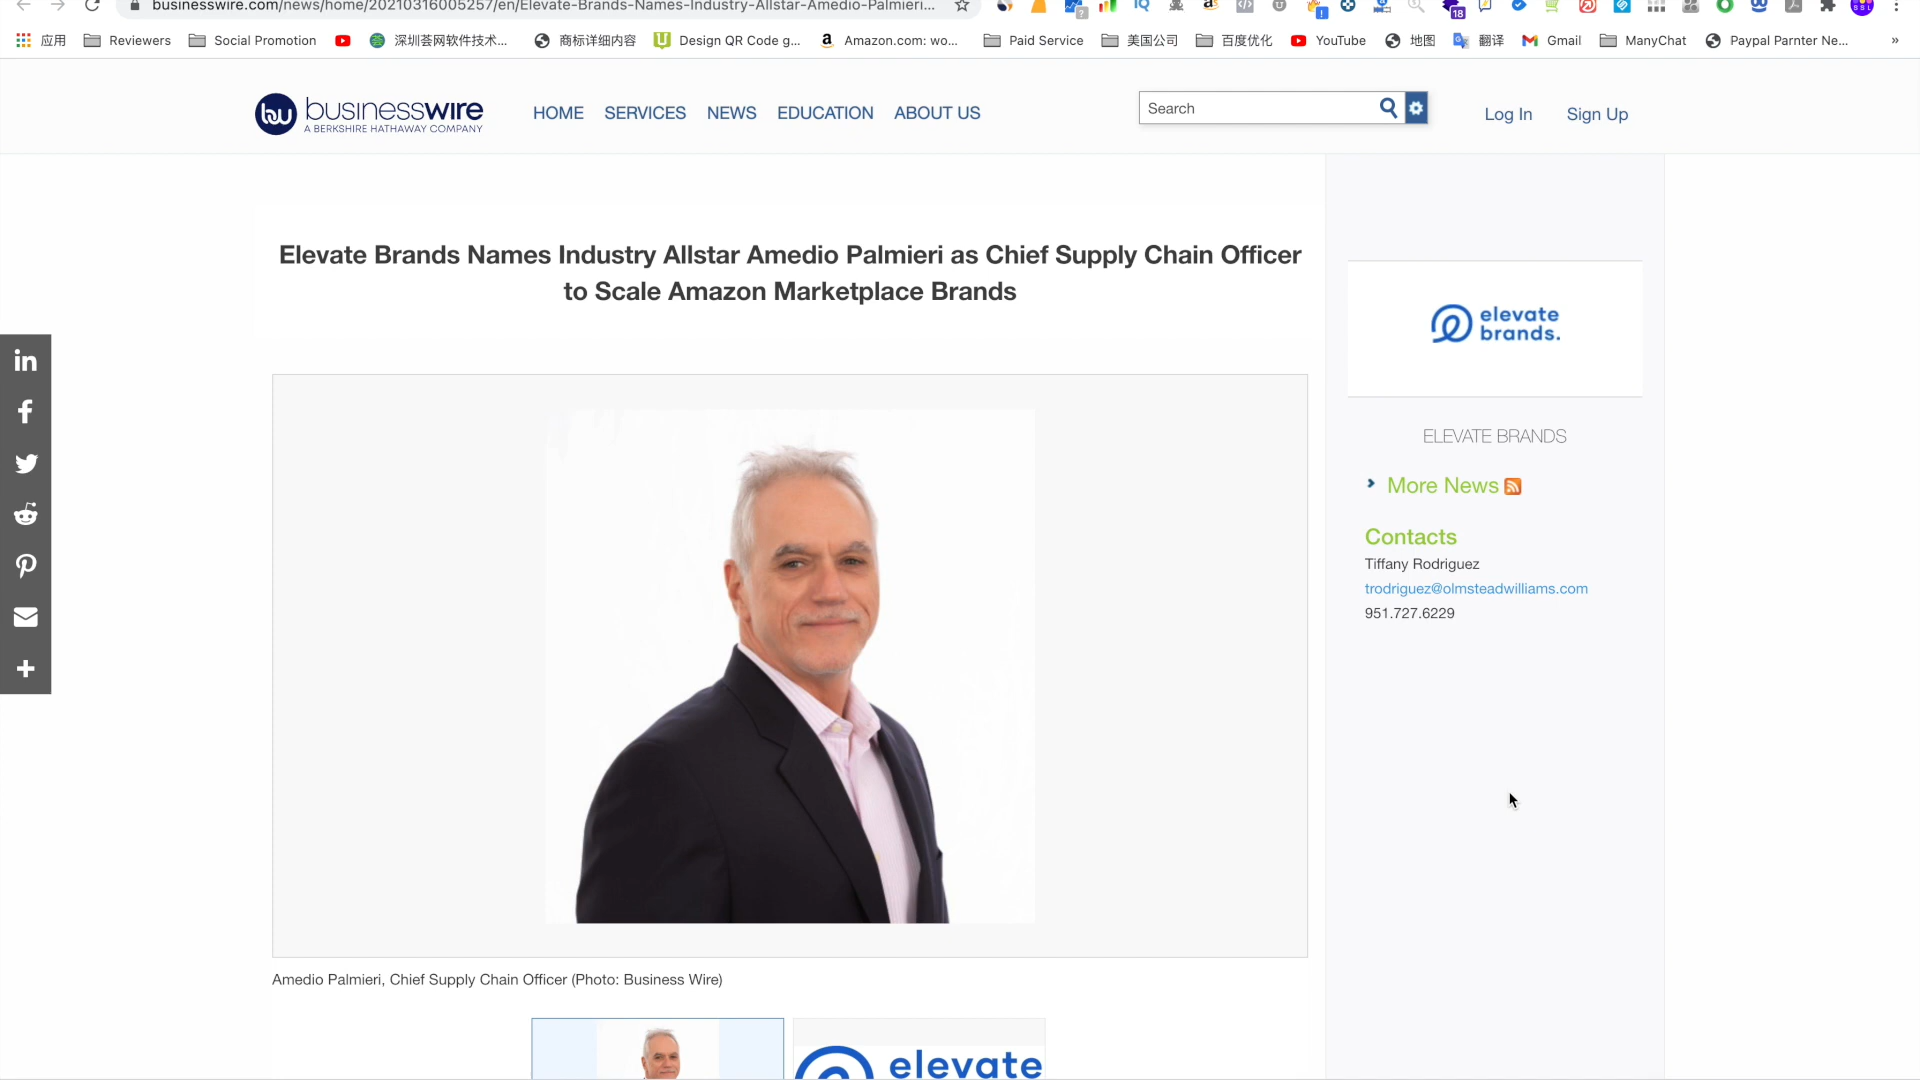 businesswire.com/news/home/20210316005257/en/Elevate-Brands-Names-Industry-Allstar-Amedio-Palmieri...
应用 Reviewers Social Promotion 深圳荟网软件技术... 商标详细内容 Design QR Code g... Amazon.com: wo... Paid Service 美国公司 百度优化 YouTube 地图 翻译 Gmail ManyChat Paypal Parnter Ne... »
businesswire
A BERKSHIRE HATHAWAY COMPANY
HOME SERVICES NEWS EDUCATION ABOUT US
Search
Log In Sign Up
Elevate Brands Names Industry Allstar Amedio Palmieri as Chief Supply Chain Officer
to Scale Amazon Marketplace Brands
elevate
brands.
ELEVATE BRANDS
More News
Contacts
Tiffany Rodriguez
trodriguez@olmsteadwilliams.com
951.727.6229
Amedio Palmieri, Chief Supply Chain Officer (Photo: Business Wire)
elevate